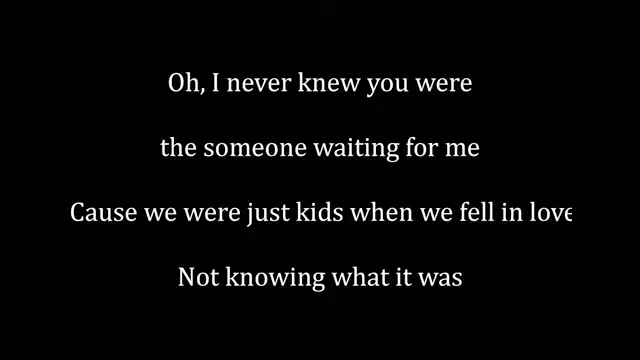 Oh, I never knew you were
the someone waiting for me
Cause we were just kids when we fell in love
Not knowing what it was